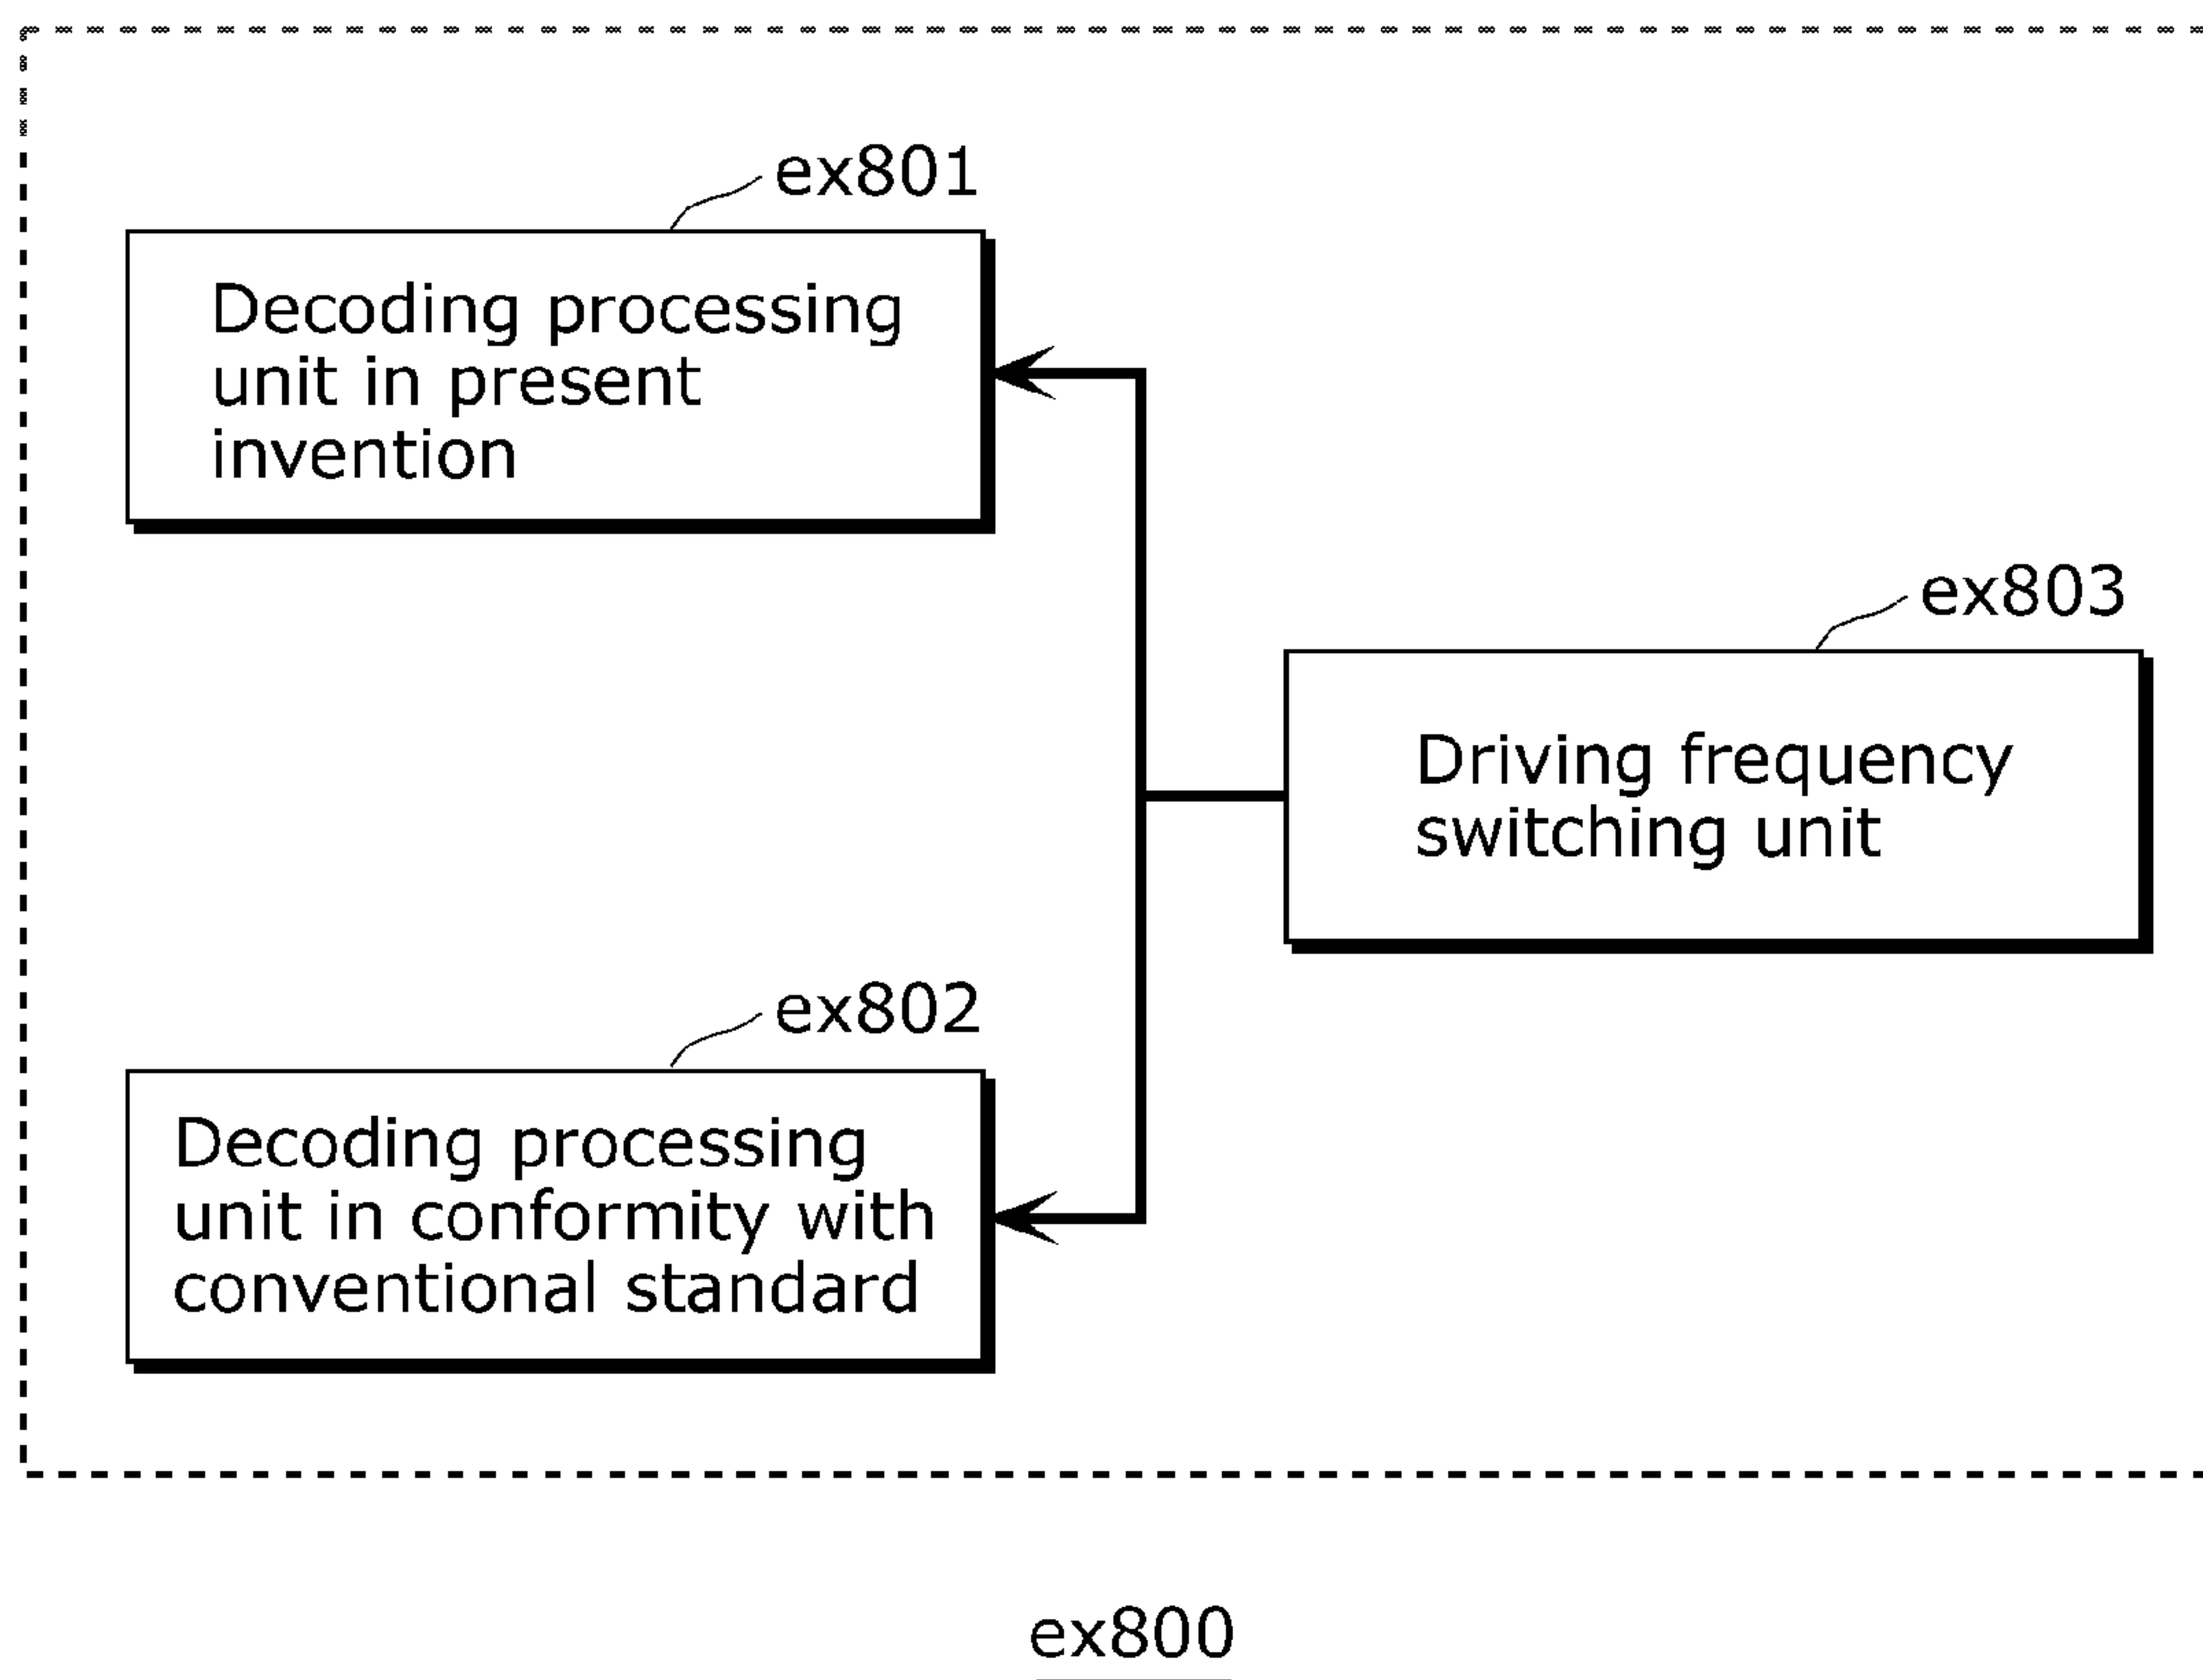 ex801
Decoding processing
unit in present
invention
ex803
Driving frequency
switching unit
ex802
Decoding processing
unit in conformity with
conventional standard
ex800